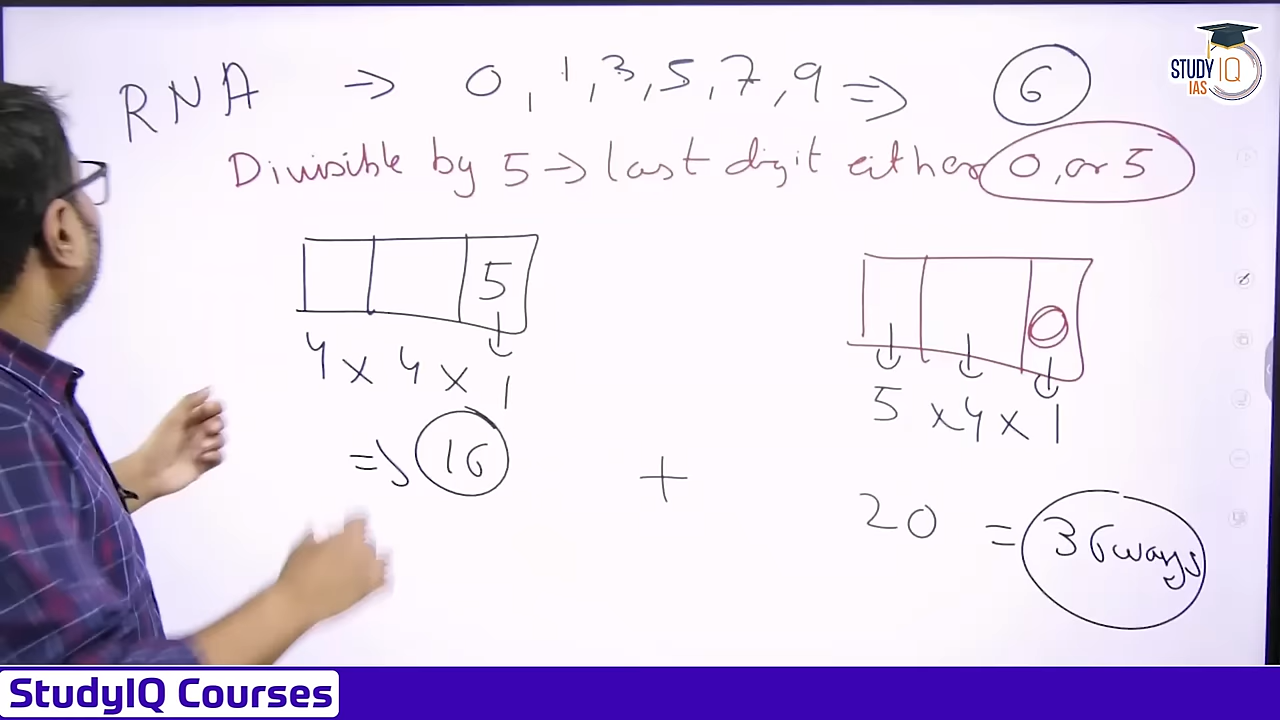 STUDY IQ
IAS
RNA → 0, 1, 3, 5, 7, 9 ⇒ 6
Divisible by 5 → last digit either 0, or 5
5
4 × 4 × 1
⇒ 16
+
0
5 × 4 × 1
20 = 36 ways
StudyIQ Courses